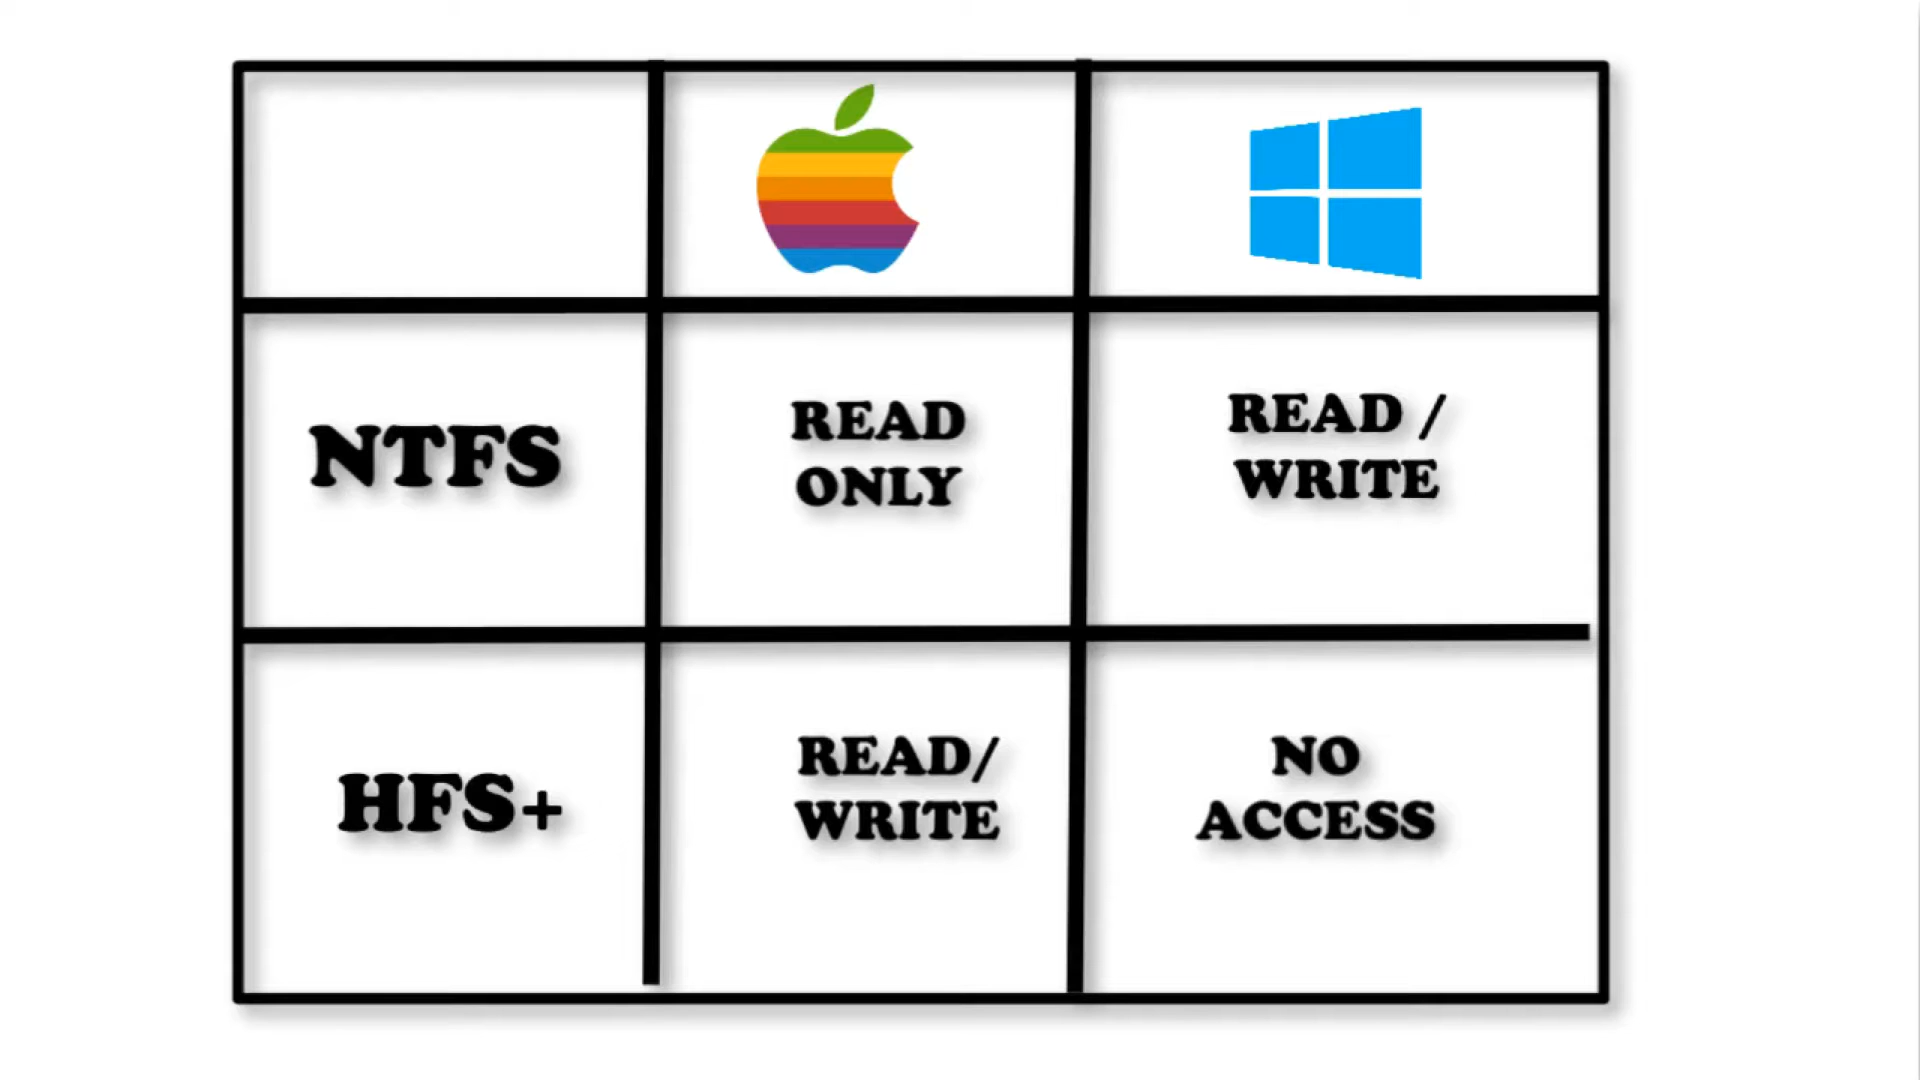 NTFS
READ
ONLY
READ /
WRITE
HFS+
READ/
WRITE
NO
ACCESS